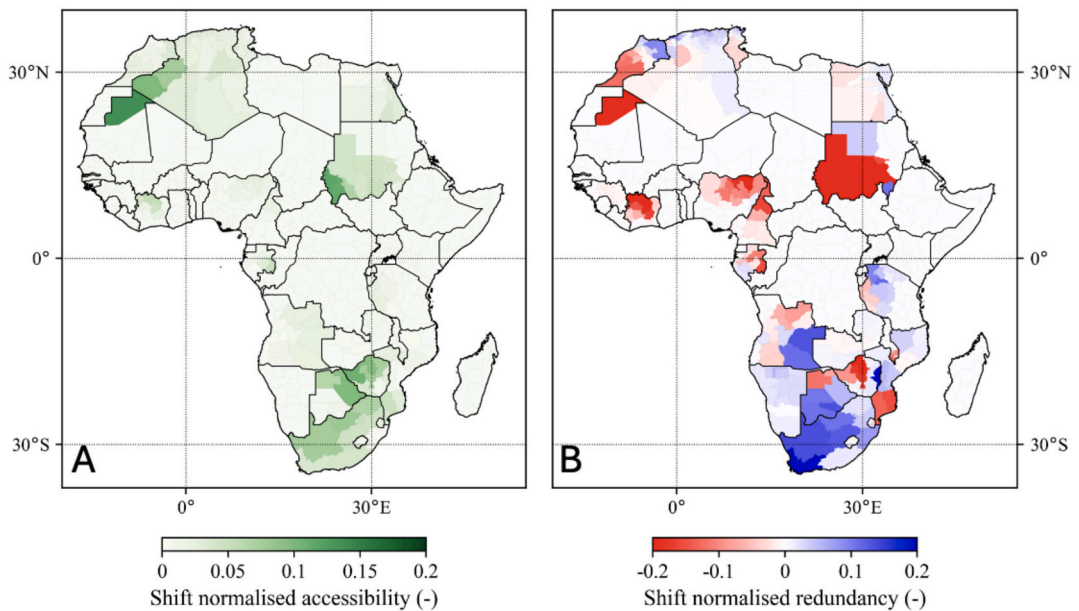 30°N
30°N
0°
0°
30°S
30°S
A
B
0°
30°E
0°
30°E
0
0.05
0.1
0.15
0.2
-0.2
-0.1
0
0.1
0.2
Shift normalised accessibility (-)
Shift normalised redundancy (-)